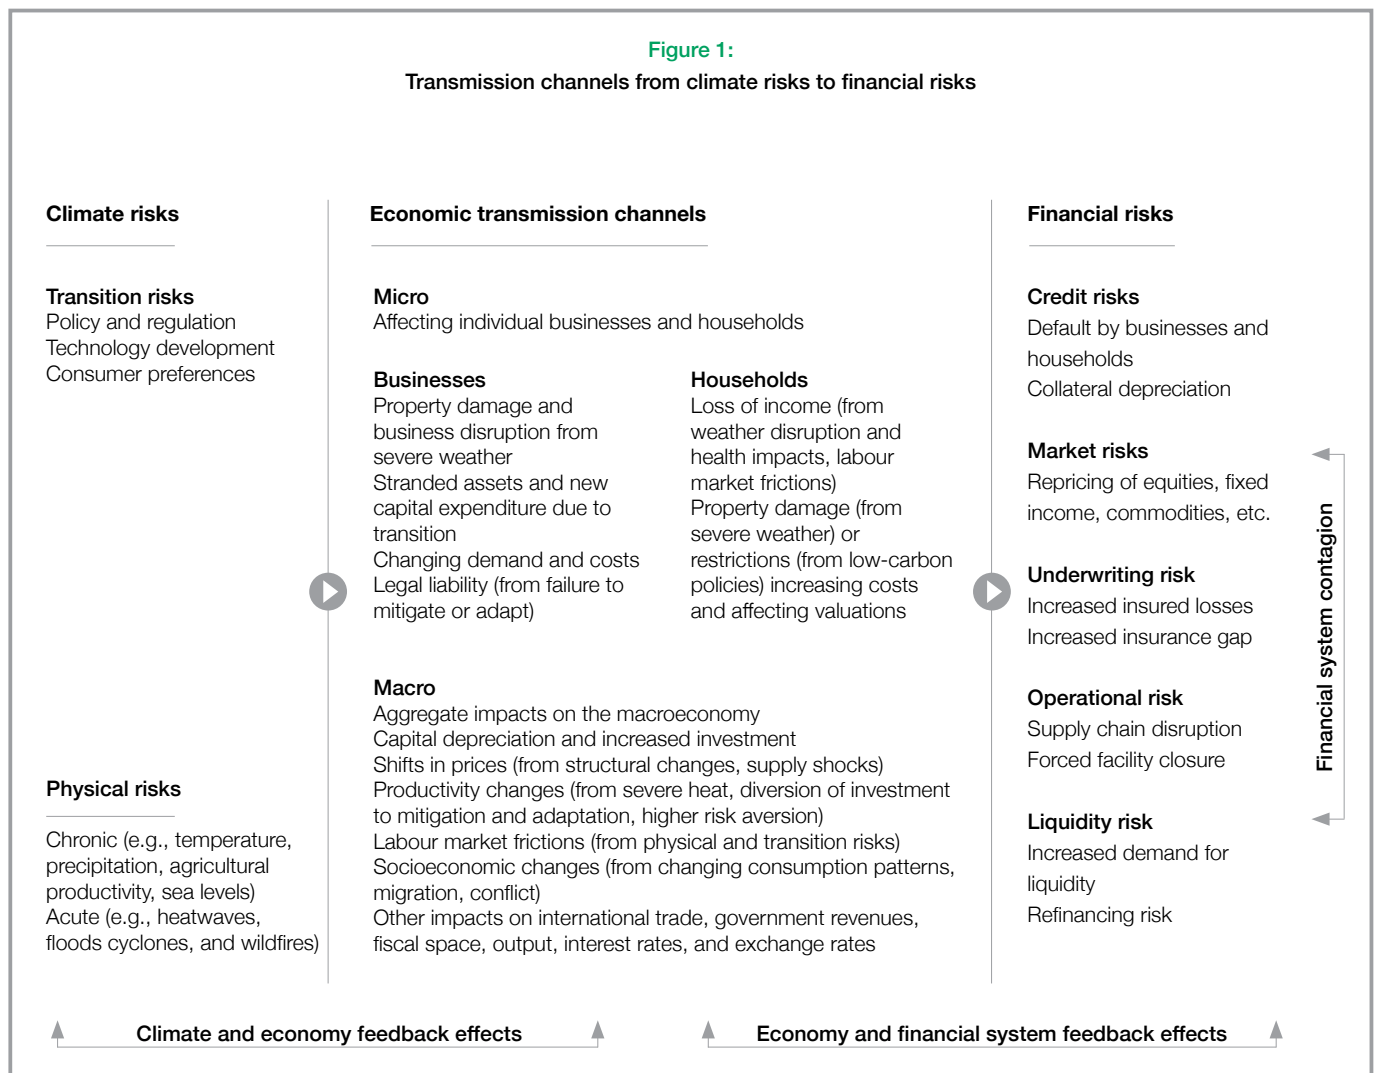 Figure 1:
Transmission channels from climate risks to financial risks
Climate risks
Transition risks
Policy and regulation
Technology development
Consumer preferences
Physical risks
Chronic (e.g., temperature,
precipitation, agricultural
productivity, sea levels)
Acute (e.g., heatwaves,
floods cyclones, and wildfires)
Economic transmission channels
Micro
Affecting individual businesses and households
Businesses
Property damage and
business disruption from
severe weather
Stranded assets and new
capital expenditure due to
transition
Changing demand and costs
Legal liability (from failure to
mitigate or adapt)
Households
Loss of income (from
weather disruption and
health impacts, labour
market frictions)
Property damage (from
severe weather) or
restrictions (from low-carbon
policies) increasing costs
and affecting valuations
Macro
Aggregate impacts on the macroeconomy
Capital depreciation and increased investment
Shifts in prices (from structural changes, supply shocks)
Productivity changes (from severe heat, diversion of investment
to mitigation and adaptation, higher risk aversion)
Labour market frictions (from physical and transition risks)
Socioeconomic changes (from changing consumption patterns,
migration, conflict)
Other impacts on international trade, government revenues,
fiscal space, output, interest rates, and exchange rates
Financial risks
Credit risks
Default by businesses and
households
Collateral depreciation
Market risks
Repricing of equities, fixed
income, commodities, etc.
Underwriting risk
Increased insured losses
Increased insurance gap
Operational risk
Supply chain disruption
Forced facility closure
Liquidity risk
Increased demand for
liquidity
Refinancing risk
Financial system contagion
Climate and economy feedback effects
Economy and financial system feedback effects